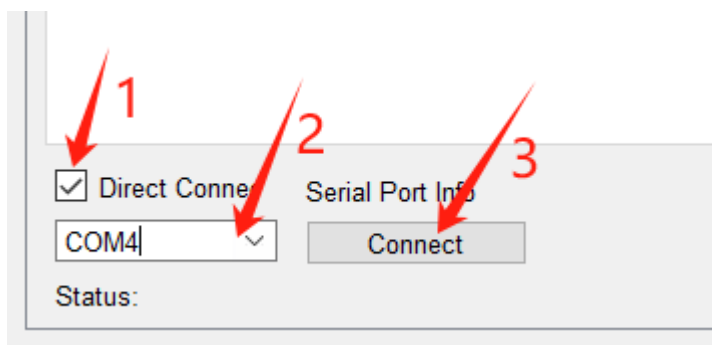 1
2
3
Direct Connec
Serial Port Info
COM4
Connect
Status: